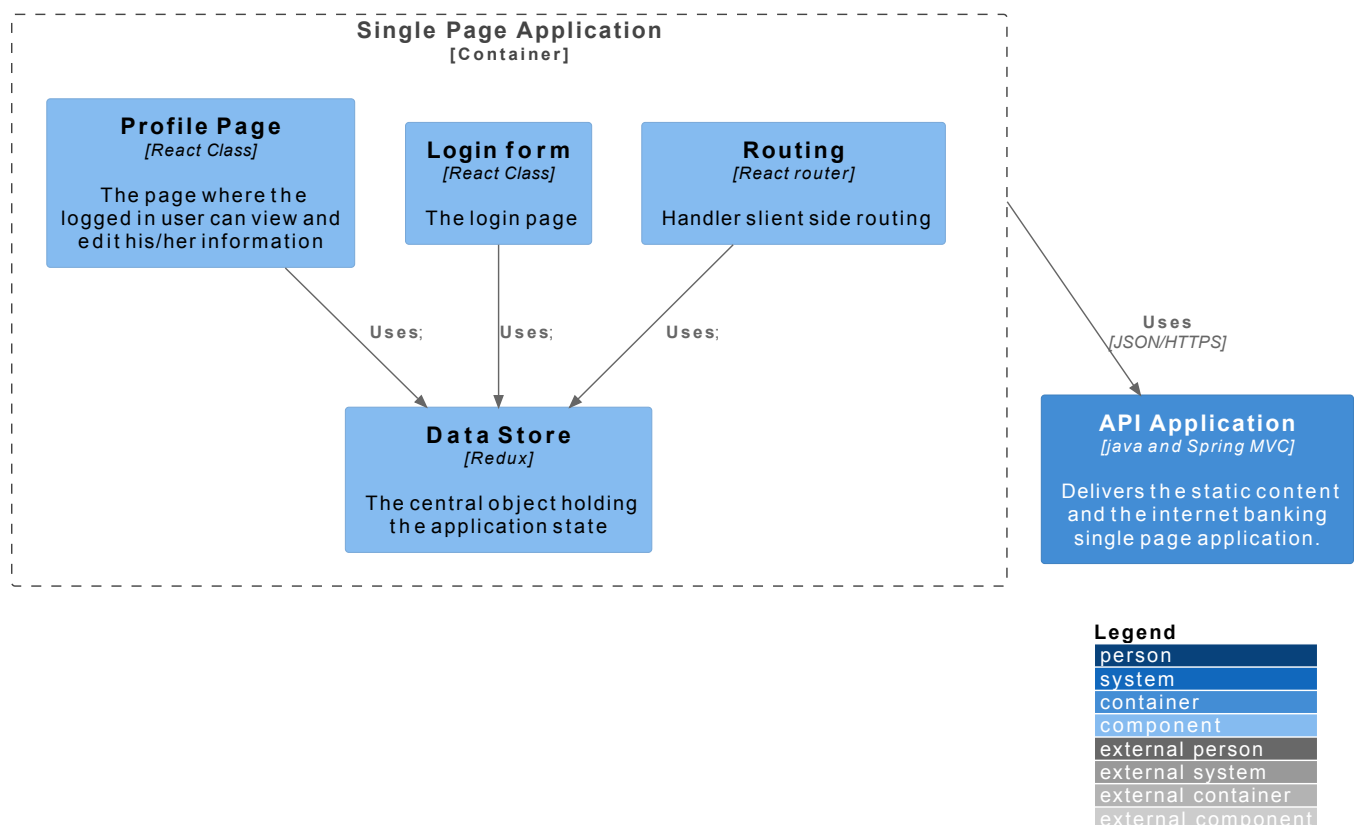 Single Page Application
[Container]
Profile Page
[React Class]
The page where the
logged in user can view and
edit his/her information
Login form
[React Class]
The login page
Routing
[React router]
Handler slient side routing
Uses;
Uses;
Uses;
Uses
[JSON/HTTPS]
Data Store
[Redux]
The central object holding
the application state
API Application
[java and Spring MVC]
Delivers the static content
and the internet banking
single page application.
Legend
person
system
container
component
external person
external system
external container
external component